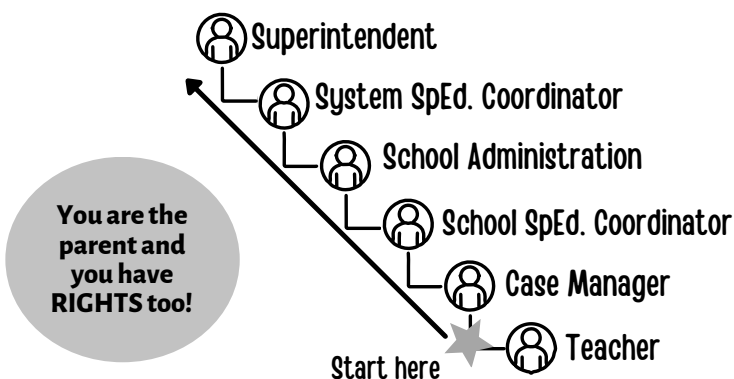 Superintendent
System SpEd. Coordinator
School Administration
School SpEd. Coordinator
Case Manager
Teacher
Start here
You are the
parent and
you have
RIGHTS too!